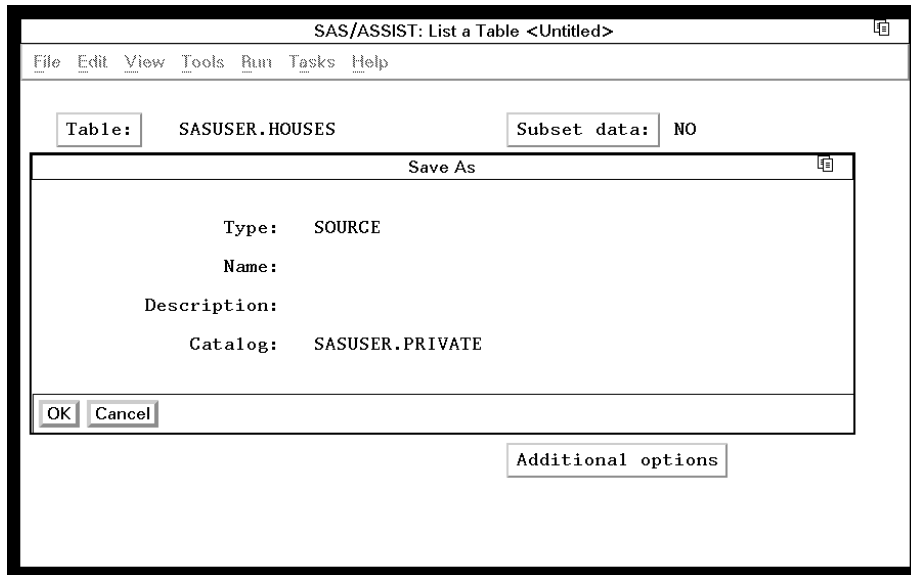 SAS/ASSIST: List a Table <Untitled>
File Edit View Tools Run Tasks Help
Table: SASUSER.HOUSES Subset data: NO
Save As
Type: SOURCE
Name:
Description:
Catalog: SASUSER.PRIVATE
OK Cancel
Additional options